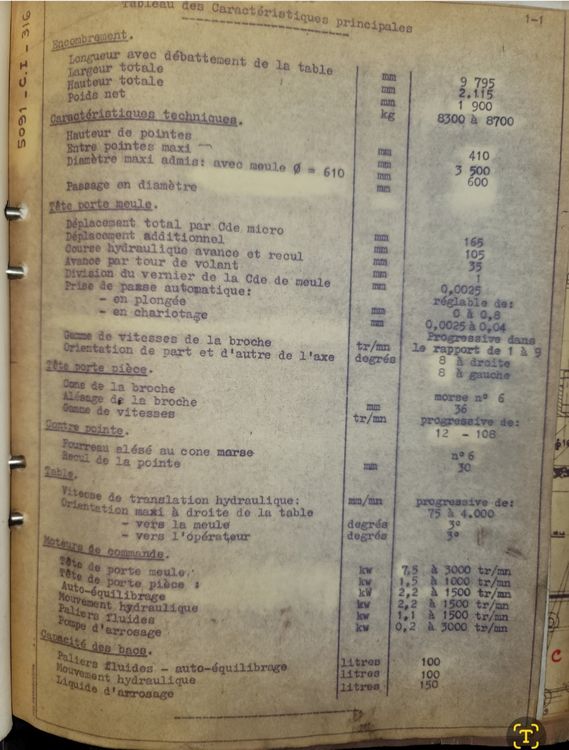 Tableau des Caractéristiques principales
1-1
5091 - C.I - 316
Encombrement.
Longueur avec débattement de la table mm 9 795
Largeur totale mm 2.115
Hauteur totale mm 1 900
Poids net kg 8300 à 8700
Caractéristiques techniques.
Hauteur de pointes mm 410
Entre pointes maxi mm 3 500
Diamètre maxi admis: avec meule Ø = 610 mm 600
Passage en diamètre mm
Tête porte meule.
Déplacement total par Cde micro mm 165
Déplacement additionnel mm 105
Course hydraulique avance et recul mm 35
Avance par tour de volant mm 1
Division du vernier de la Cde de meule mm 0,0025
Prise de passe automatique: réglable de:
- en plongée mm 0 à 0,8
- en chariotage mm 0,0025 à 0,04
Gamme de vitesses de la broche tr/mn Progressive dans
le rapport de 1 à 9
Orientation de part et d'autre de l'axe degrés 8 à droite
8 à gauche
Tête porte pièce.
Cone de la broche morse n° 6
Alésage de la broche mm 36
Gamme de vitesses tr/mn progressive de:
12 - 108
Contre pointe.
Fourreau alésé au cone morse n° 6
Recul de la pointe mm 30
Table.
Vitesse de translation hydraulique: mm/mn progressive de:
75 à 4.000
Orientation maxi à droite de la table
- vers la meule degrés 3°
- vers l'opérateur degrés 3°
Moteurs de commande.
Tête de porte meule: kw 7,5 à 3000 tr/mn
Tête de porte pièce : kw 1,5 à 1000 tr/mn
Auto-équilibrage kW 2,2 à 1500 tr/mn
Mouvement hydraulique kw 2,2 à 1500 tr/mn
Paliers fluides kw 1,1 à 1500 tr/mn
Pompe d'arrosage kw 0,2 à 3000 tr/mn
Capacité des bacs.
Paliers fluides - auto-équilibrage litres 100
Mouvement hydraulique litres 100
Liquide d'arrosage litres 150
C
T